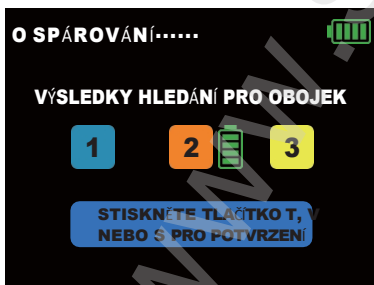 O SPÁROVÁNÍ······
VÝSLEDKY HLEDÁNÍ PRO OBOJEK
1 2 3
STISKNĚTE TLAČÍTKO T, V
NEBO S PRO POTVRZENÍ